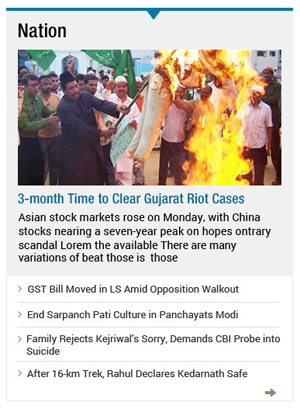 Nation
3-month Time to Clear Gujarat Riot Cases
Asian stock markets rose on Monday, with China
stocks nearing a seven-year peak on hopes ontrary
scandal Lorem the available There are many
variations of beat those is those
GST Bill Moved in LS Amid Opposition Walkout
End Sarpanch Pati Culture in Panchayats Modi
Family Rejects Kejriwal's Sorry, Demands CBI Probe into
Suicide
After 16-km Trek, Rahul Declares Kedarnath Safe